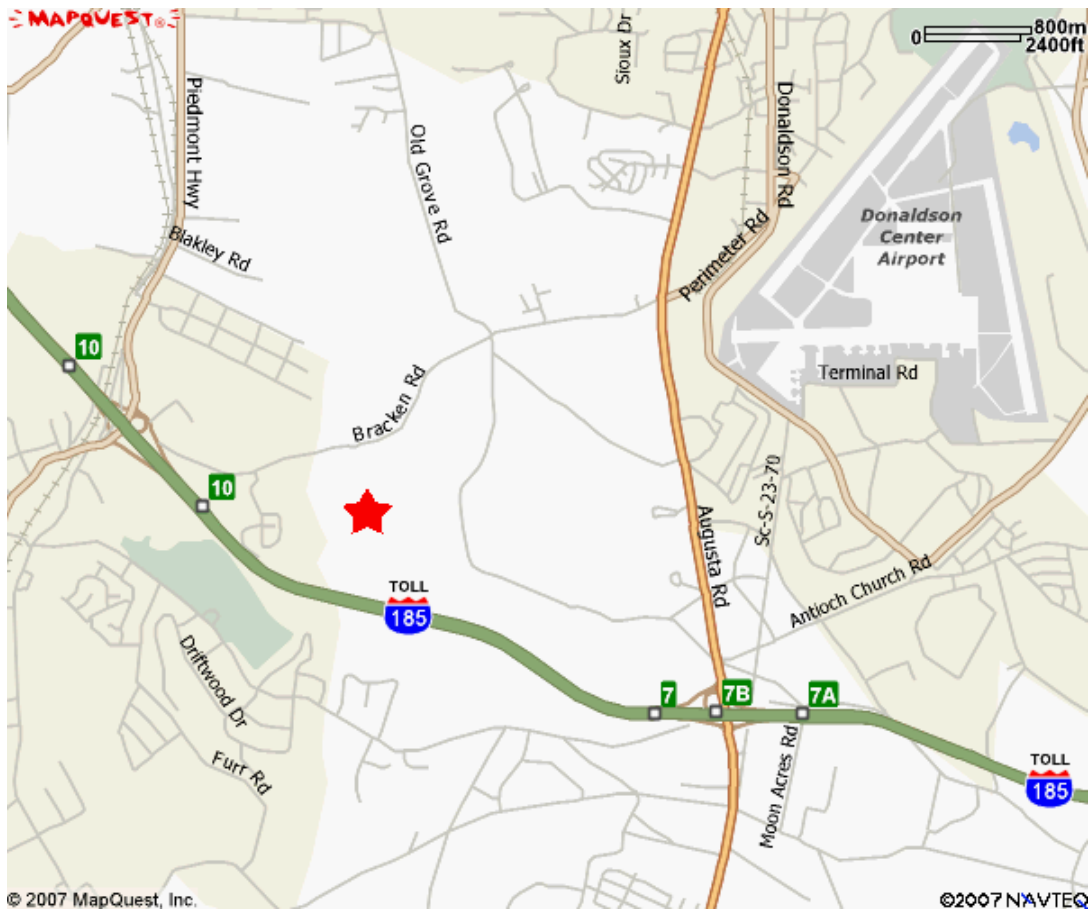 MAPQUEST®
0
800m
2400ft
Sioux Dr
Piedmont Hwy
Old Grove Rd
Donaldson Rd
Blakley Rd
Perimeter Rd
Donaldson
Center
Airport
10
Bracken Rd
Terminal Rd
10
Sc-S-23-70
Augusta Rd
Antioch Church Rd
TOLL
185
Driftwood Dr
7
7B
7A
Furr Rd
Moon Acres Rd
TOLL
185
© 2007 MapQuest, Inc.
©2007 NAVTEQ